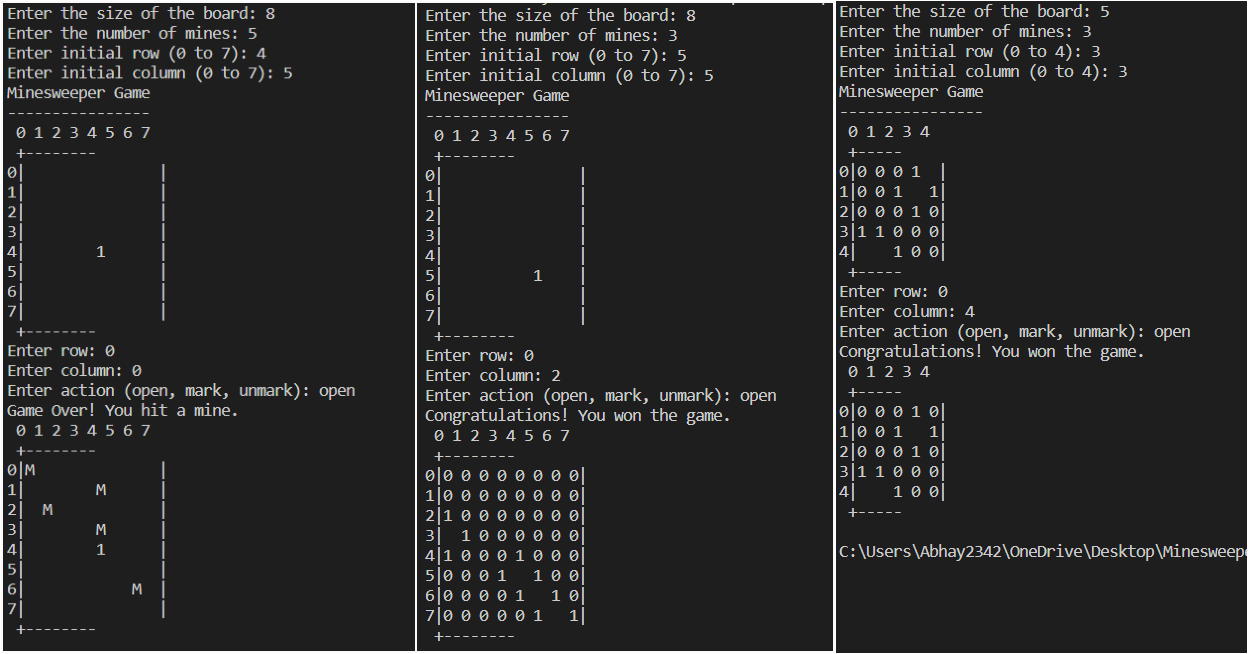 Enter the size of the board: 8
Enter the number of mines: 5
Enter initial row (0 to 7): 4
Enter initial column (0 to 7): 5
Minesweeper Game
----------------
 0 1 2 3 4 5 6 7
 +--------
0|               |
1|               |
2|               |
3|               |
4|        1      |
5|               |
6|               |
7|               |
 +--------
Enter row: 0
Enter column: 0
Enter action (open, mark, unmark): open
Game Over! You hit a mine.
 0 1 2 3 4 5 6 7
 +--------
0|M              |
1|        M      |
2|  M            |
3|        M      |
4|        1      |
5|               |
6|            M  |
7|               |
 +--------
Enter the size of the board: 8
Enter the number of mines: 3
Enter initial row (0 to 7): 5
Enter initial column (0 to 7): 5
Minesweeper Game
----------------
 0 1 2 3 4 5 6 7
 +--------
0|               |
1|               |
2|               |
3|               |
4|               |
5|          1    |
6|               |
7|               |
 +--------
Enter row: 0
Enter column: 2
Enter action (open, mark, unmark): open
Congratulations! You won the game.
 0 1 2 3 4 5 6 7
 +--------
0|0 0 0 0 0 0 0 0|
1|0 0 0 0 0 0 0 0|
2|1 0 0 0 0 0 0 0|
3|  1 0 0 0 0 0 0|
4|1 0 0 0 1 0 0 0|
5|0 0 0 1   1 0 0|
6|0 0 0 0 1   1 0|
7|0 0 0 0 0 1   1|
 +--------
Enter the size of the board: 5
Enter the number of mines: 3
Enter initial row (0 to 4): 3
Enter initial column (0 to 4): 3
Minesweeper Game
----------------
 0 1 2 3 4
 +-----
0|0 0 0 1  |
1|0 0 1   1|
2|0 0 0 1 0|
3|1 1 0 0 0|
4|    1 0 0|
 +-----
Enter row: 0
Enter column: 4
Enter action (open, mark, unmark): open
Congratulations! You won the game.
 0 1 2 3 4
 +-----
0|0 0 0 1 0|
1|0 0 1   1|
2|0 0 0 1 0|
3|1 1 0 0 0|
4|    1 0 0|
 +-----
C:\Users\Abhay2342\OneDrive\Desktop\Minesweepe